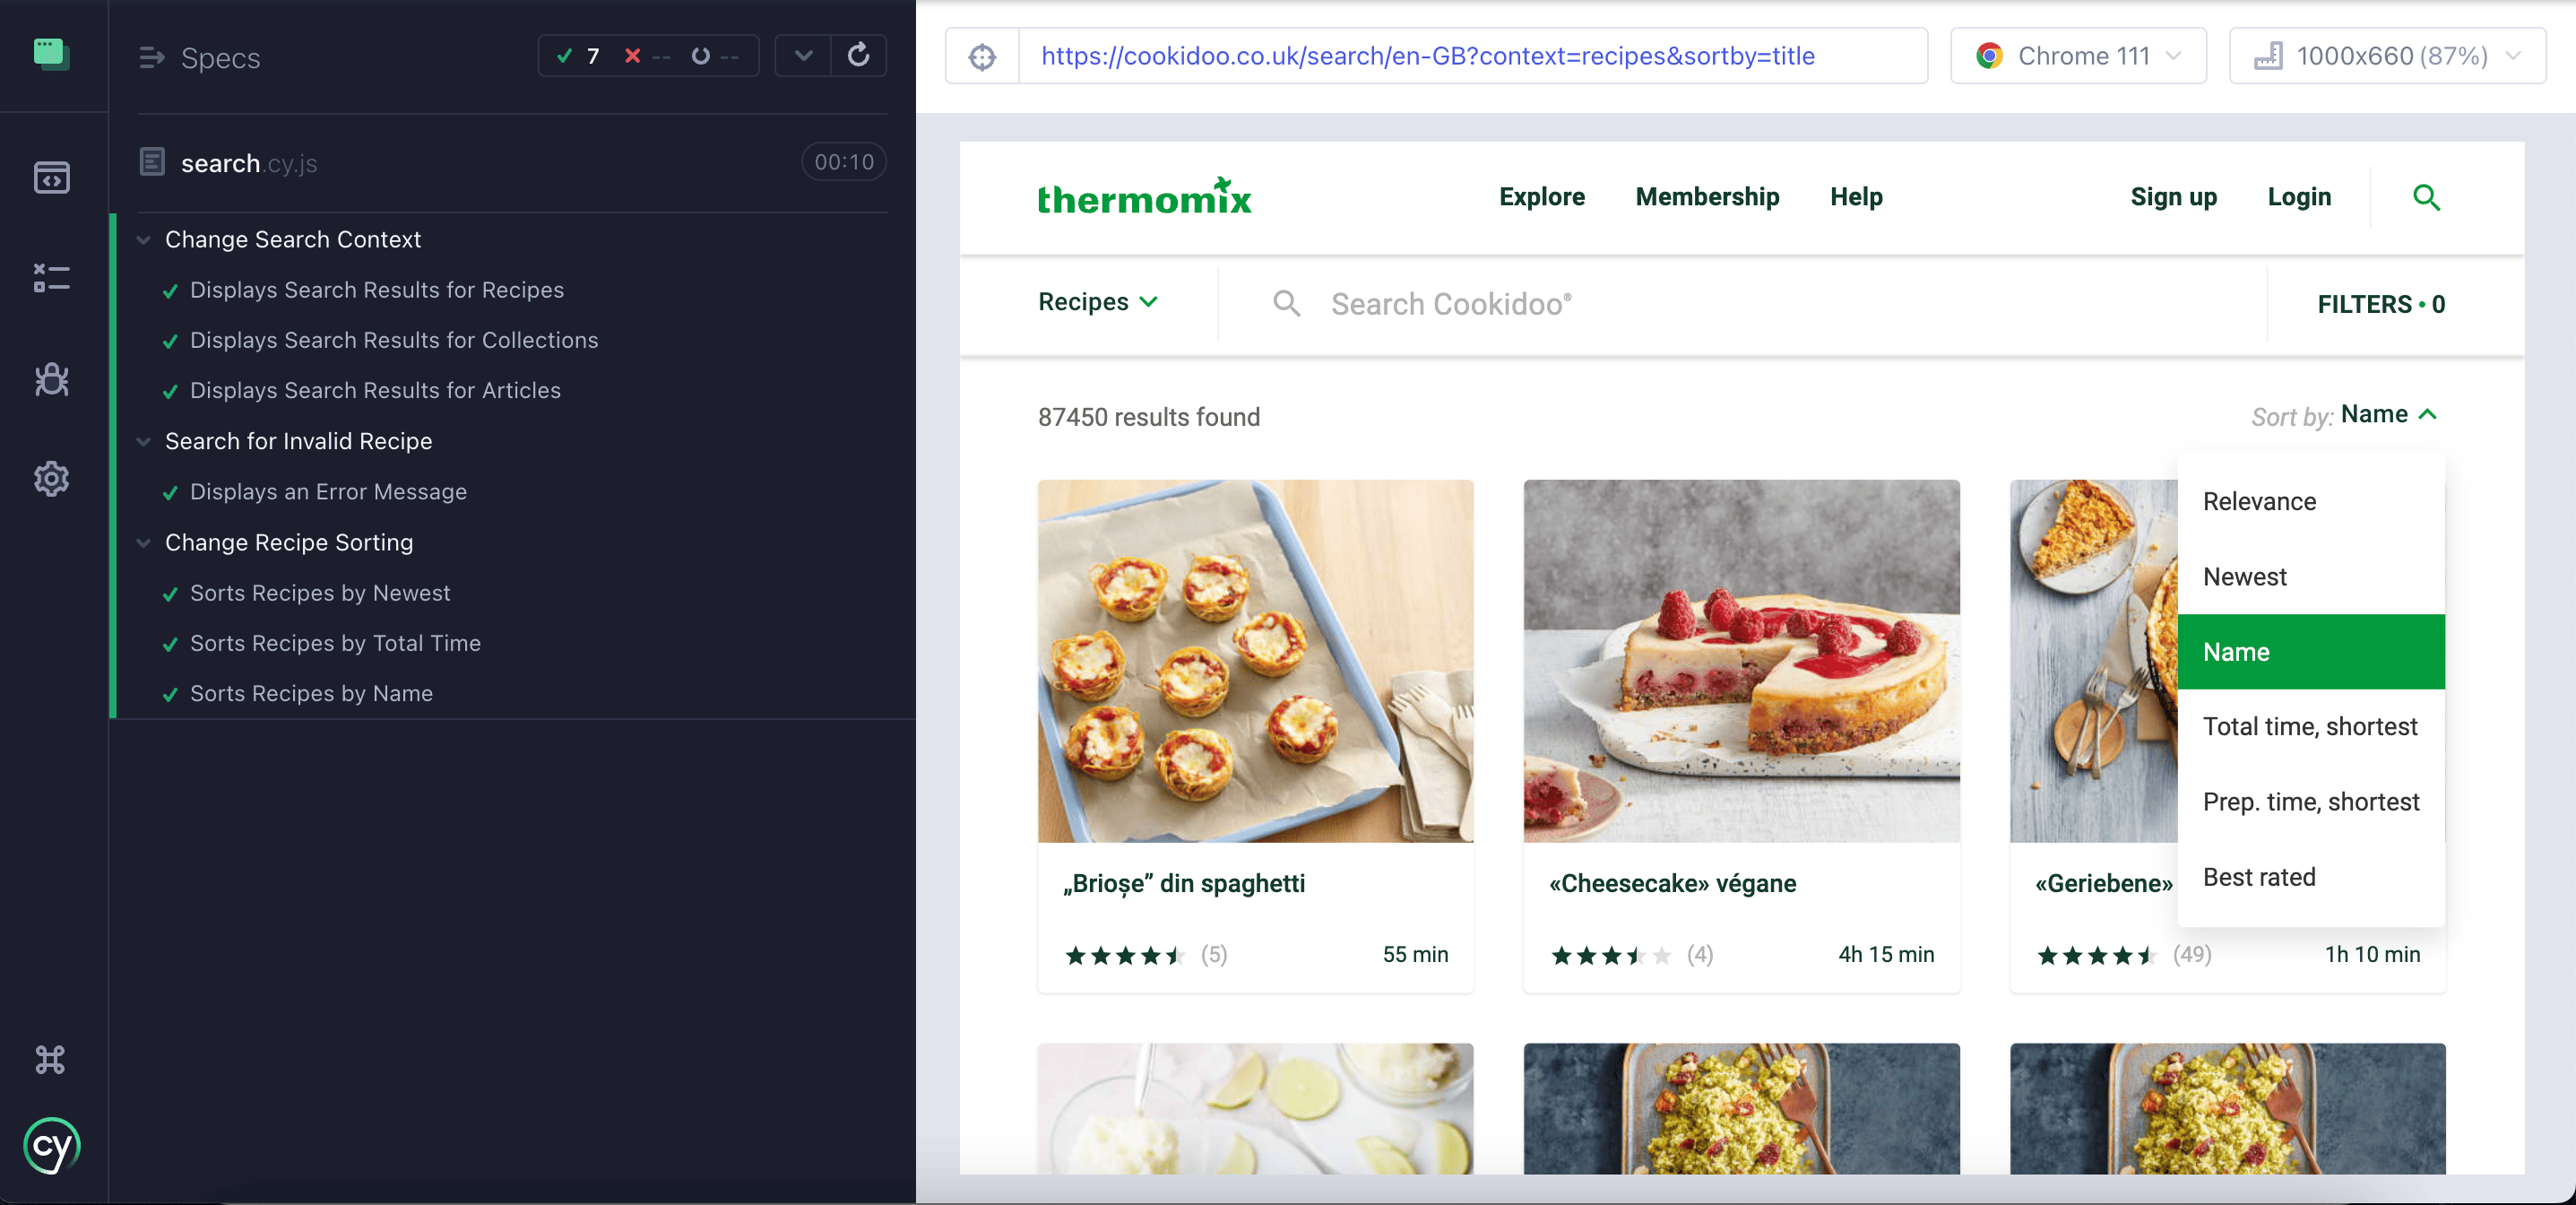 Specs
7 -- --
search.cy.js
00:10
Change Search Context
Displays Search Results for Recipes
Displays Search Results for Collections
Displays Search Results for Articles
Search for Invalid Recipe
Displays an Error Message
Change Recipe Sorting
Sorts Recipes by Newest
Sorts Recipes by Total Time
Sorts Recipes by Name
cy
https://cookidoo.co.uk/search/en-GB?context=recipes&sortby=title
Chrome 111
1000x660 (87%)
thermomix
Explore
Membership
Help
Sign up
Login
Recipes
Search Cookidoo®
FILTERS • 0
87450 results found
Sort by: Name
Relevance
Newest
Name
Total time, shortest
Prep. time, shortest
Best rated
„Brioșe” din spaghetti
(5)
55 min
«Cheesecake» végane
(4)
4h 15 min
«Geriebene»
(49)
1h 10 min